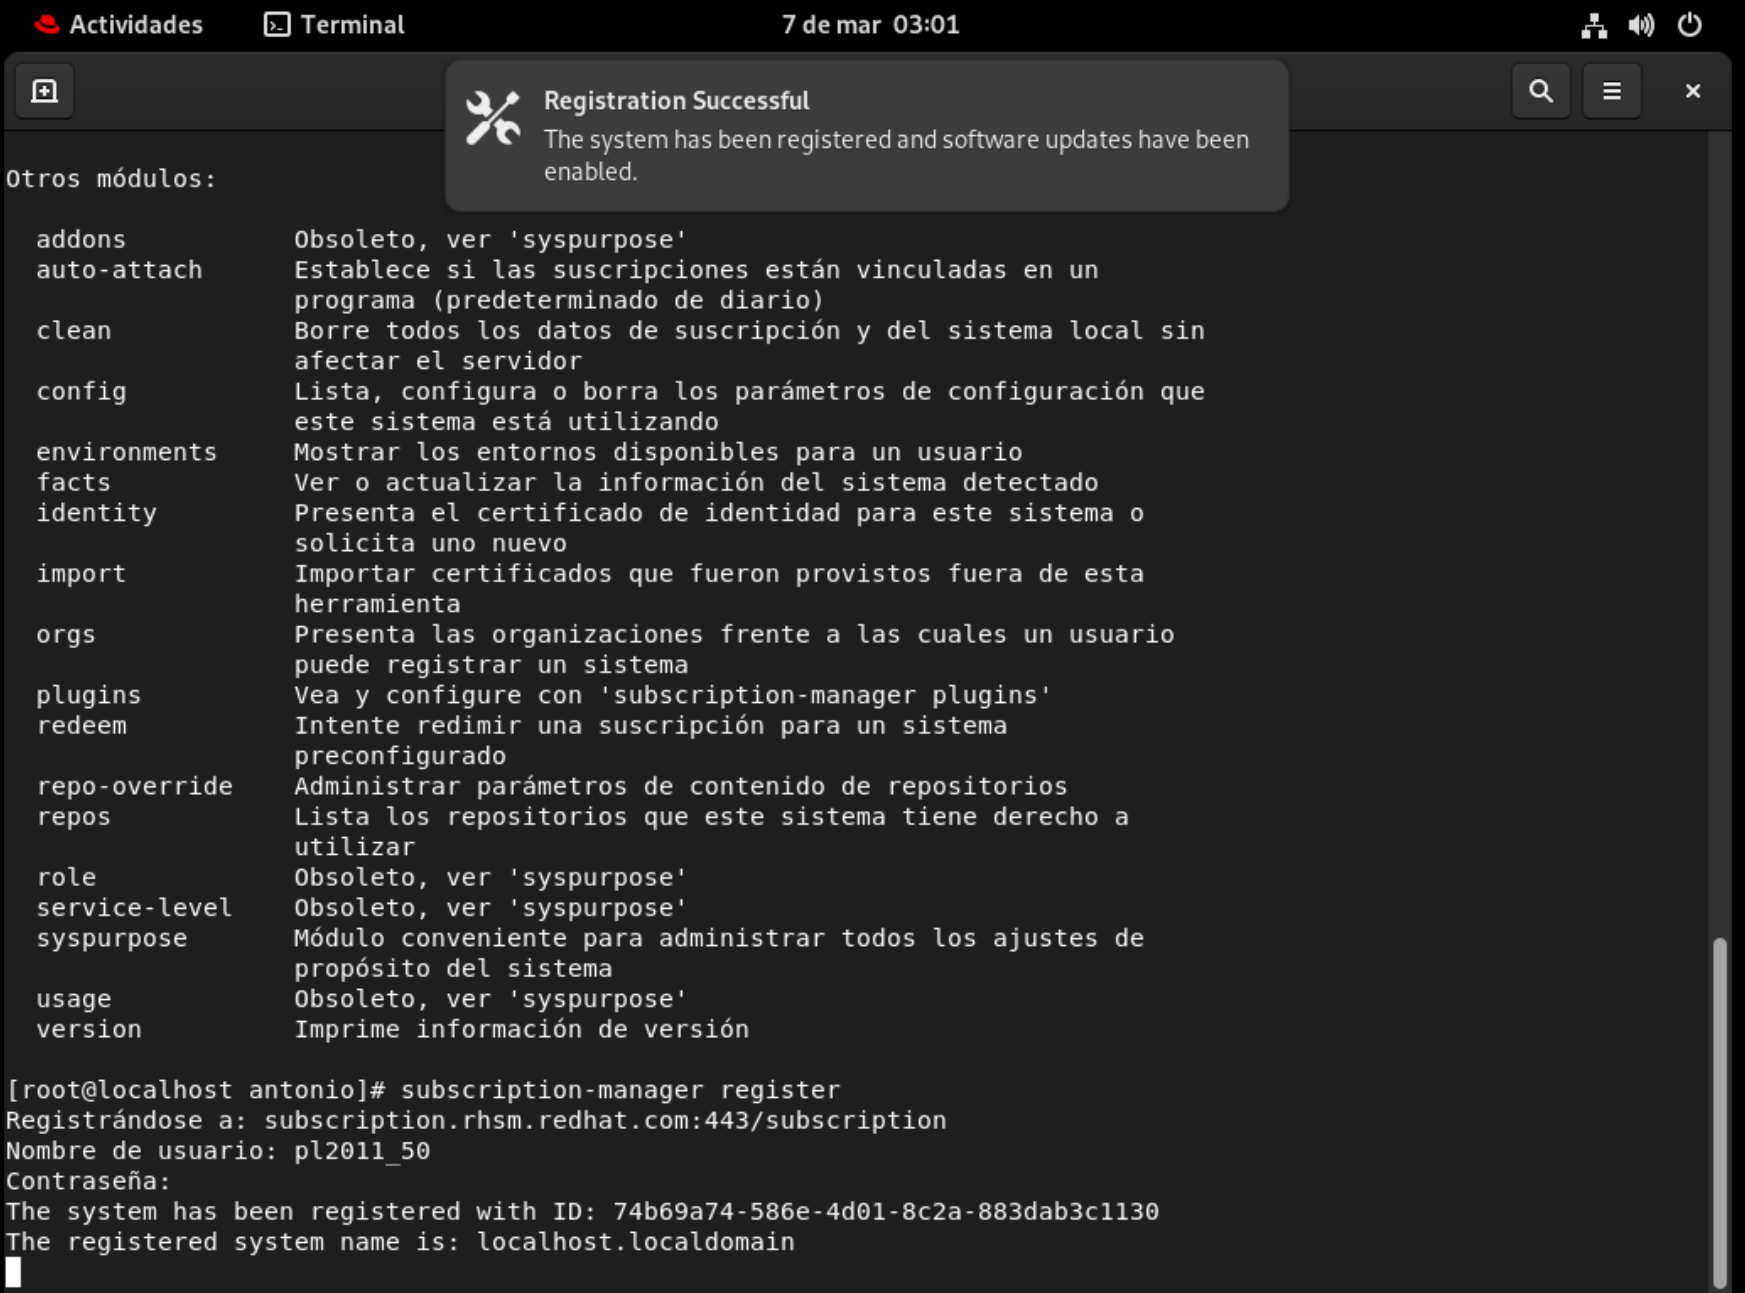 Actividades Terminal 7 de mar 03:01
Registration Successful
The system has been registered and software updates have been
enabled.
Otros módulos:
addons Obsoleto, ver 'syspurpose'
auto-attach Establece si las suscripciones están vinculadas en un
programa (predeterminado de diario)
clean Borre todos los datos de suscripción y del sistema local sin
afectar el servidor
config Lista, configura o borra los parámetros de configuración que
este sistema está utilizando
environments Mostrar los entornos disponibles para un usuario
facts Ver o actualizar la información del sistema detectado
identity Presenta el certificado de identidad para este sistema o
solicita uno nuevo
import Importar certificados que fueron provistos fuera de esta
herramienta
orgs Presenta las organizaciones frente a las cuales un usuario
puede registrar un sistema
plugins Vea y configure con 'subscription-manager plugins'
redeem Intente redimir una suscripción para un sistema
preconfigurado
repo-override Administrar parámetros de contenido de repositorios
repos Lista los repositorios que este sistema tiene derecho a
utilizar
role Obsoleto, ver 'syspurpose'
service-level Obsoleto, ver 'syspurpose'
syspurpose Módulo conveniente para administrar todos los ajustes de
propósito del sistema
usage Obsoleto, ver 'syspurpose'
version Imprime información de versión
[root@localhost antonio]# subscription-manager register
Registrándose a: subscription.rhsm.redhat.com:443/subscription
Nombre de usuario: pl2011_50
Contraseña:
The system has been registered with ID: 74b69a74-586e-4d01-8c2a-883dab3c1130
The registered system name is: localhost.localdomain